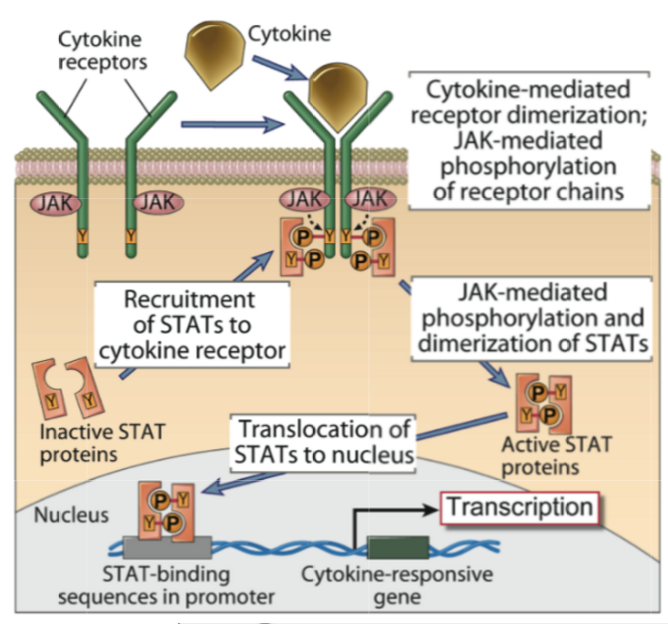 Cytokine
receptors
Cytokine
Cytokine-mediated
receptor dimerization;
JAK-mediated
phosphorylation
of receptor chains
JAK
JAK
JAK
JAK
Y
Y
Y
Y
P
P
Y P
P Y
Recruitment
of STATs to
cytokine receptor
JAK-mediated
phosphorylation and
dimerization of STATs
Y Y
Inactive STAT
proteins
P Y
Y P
Active STAT
proteins
Translocation of
STATs to nucleus
Nucleus
P Y
Y P
Transcription
STAT-binding
sequences in promoter
Cytokine-responsive
gene